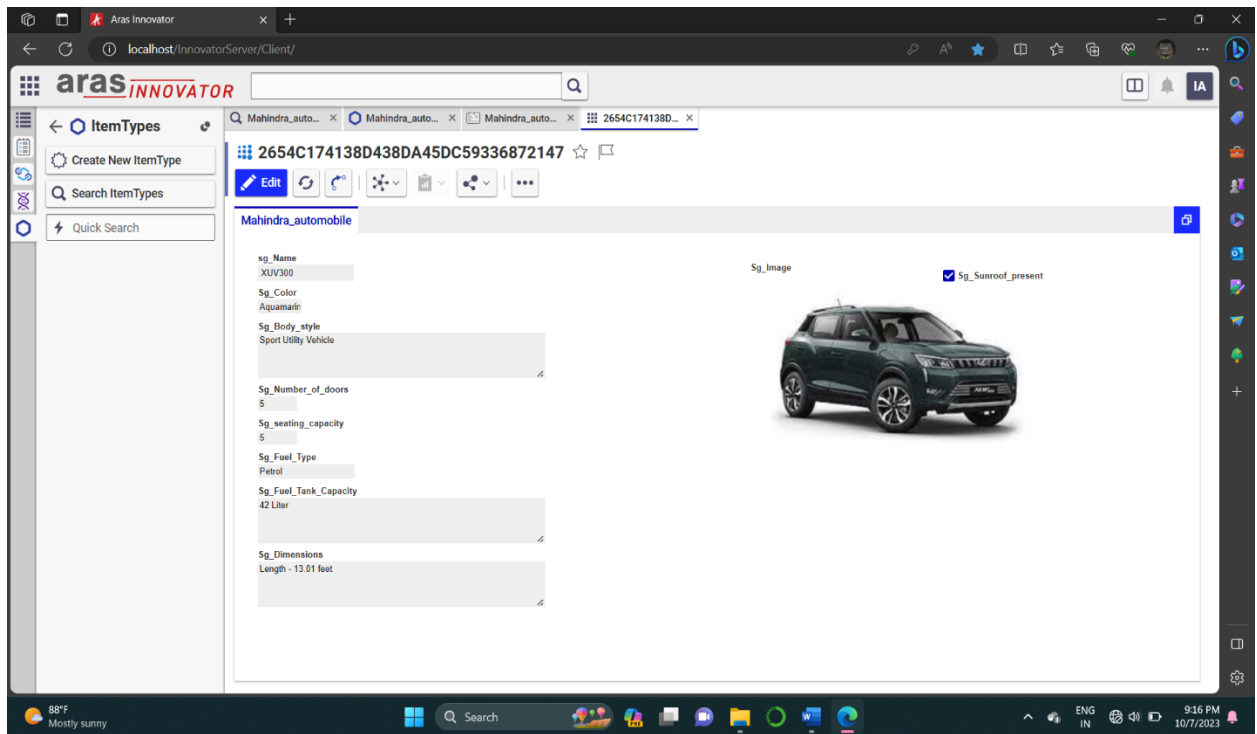 Aras Innovator
localhost/InnovatorServer/Client/
aras INNOVATOR
IA
ItemTypes
Create New ItemType
Search ItemTypes
Quick Search
Mahindra_auto...
Mahindra_auto...
Mahindra_auto...
2654C174138D...
2654C174138D438DA45DC59336872147
Edit
Mahindra_automobile
sg_Name
XUV300
Sg_Color
Aquamarin
Sg_Body_style
Sport Utility Vehicle
Sg_Number_of_doors
5
Sg_seating_capacity
5
Sg_Fuel_Type
Petrol
Sg_Fuel_Tank_Capacity
42 Liter
Sg_Dimensions
Length - 13.01 feet
Sg_Image
Sg_Sunroof_present
88°F
Mostly sunny
Search
ENG
IN
9:16 PM
10/7/2023